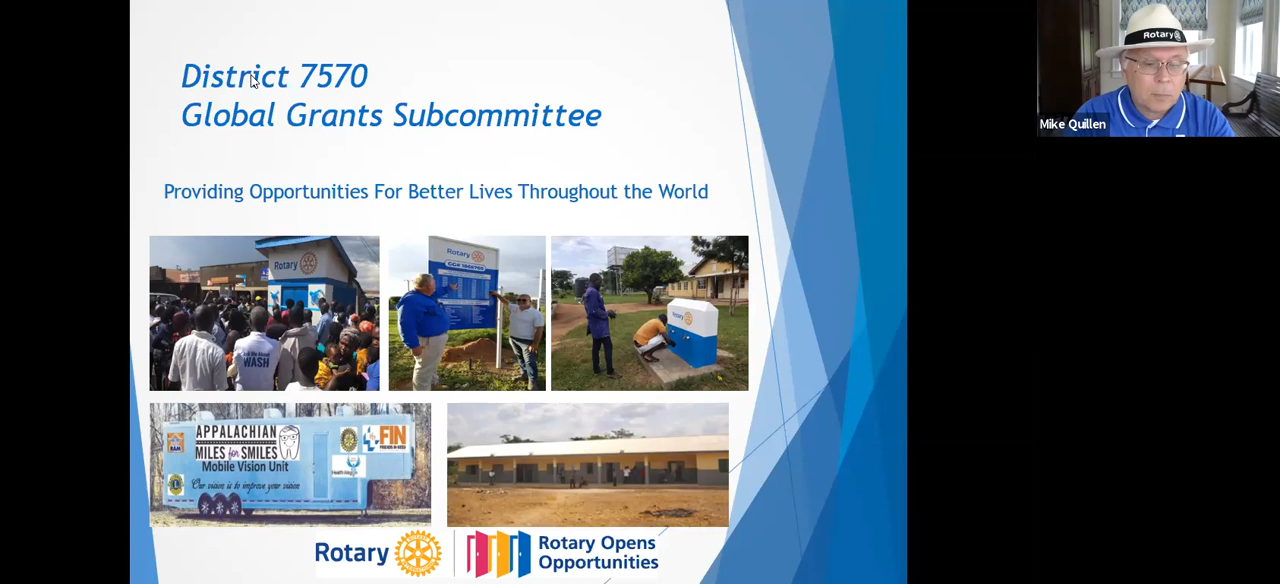 District 7570
Global Grants Subcommittee
Providing Opportunities For Better Lives Throughout the World
Rotary
WASH
Rotary
Rotary
APPALACHIAN
MILES for SMILES
Mobile Vision Unit
Our vision is to improve your vision
RAM
FIN
Rotary
Rotary Opens
Opportunities
Rotary
Mike Quillen